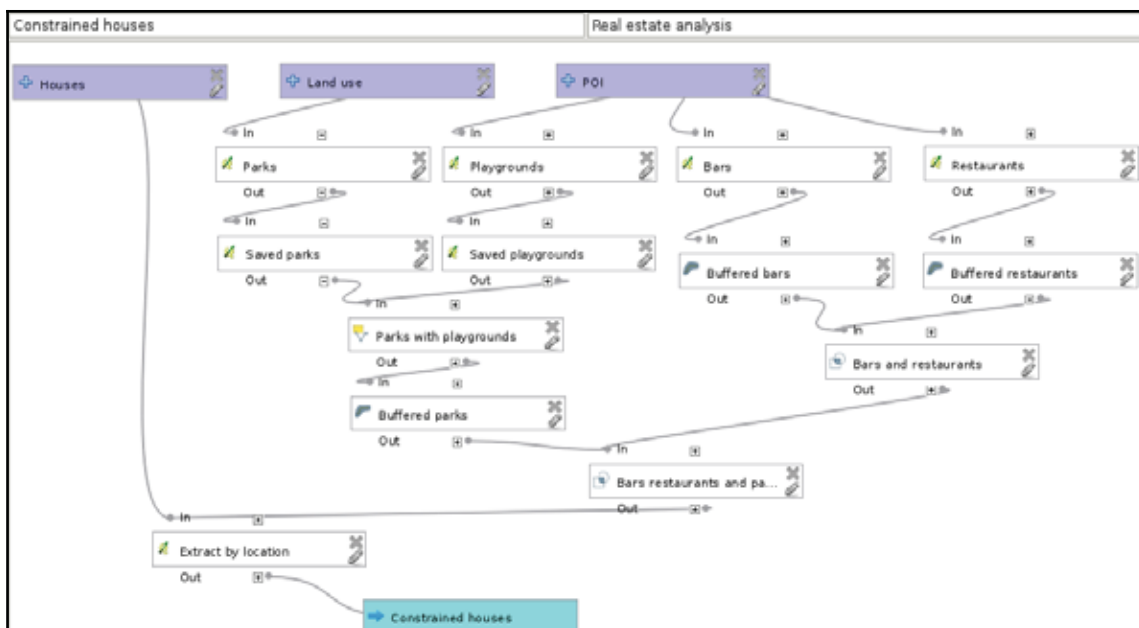 Constrained houses
Real estate analysis
Houses
Land use
POI
In
In
In
In
Parks
Playgrounds
Bars
Restaurants
Out
Out
Out
Out
In
In
In
In
Saved parks
Saved playgrounds
Buffered bars
Buffered restaurants
Out
Out
Out
Out
In
In
Parks with playgrounds
Bars and restaurants
Out
Out
In
Buffered parks
Out
In
Bars restaurants and pa...
Out
In
Extract by location
Out
Constrained houses